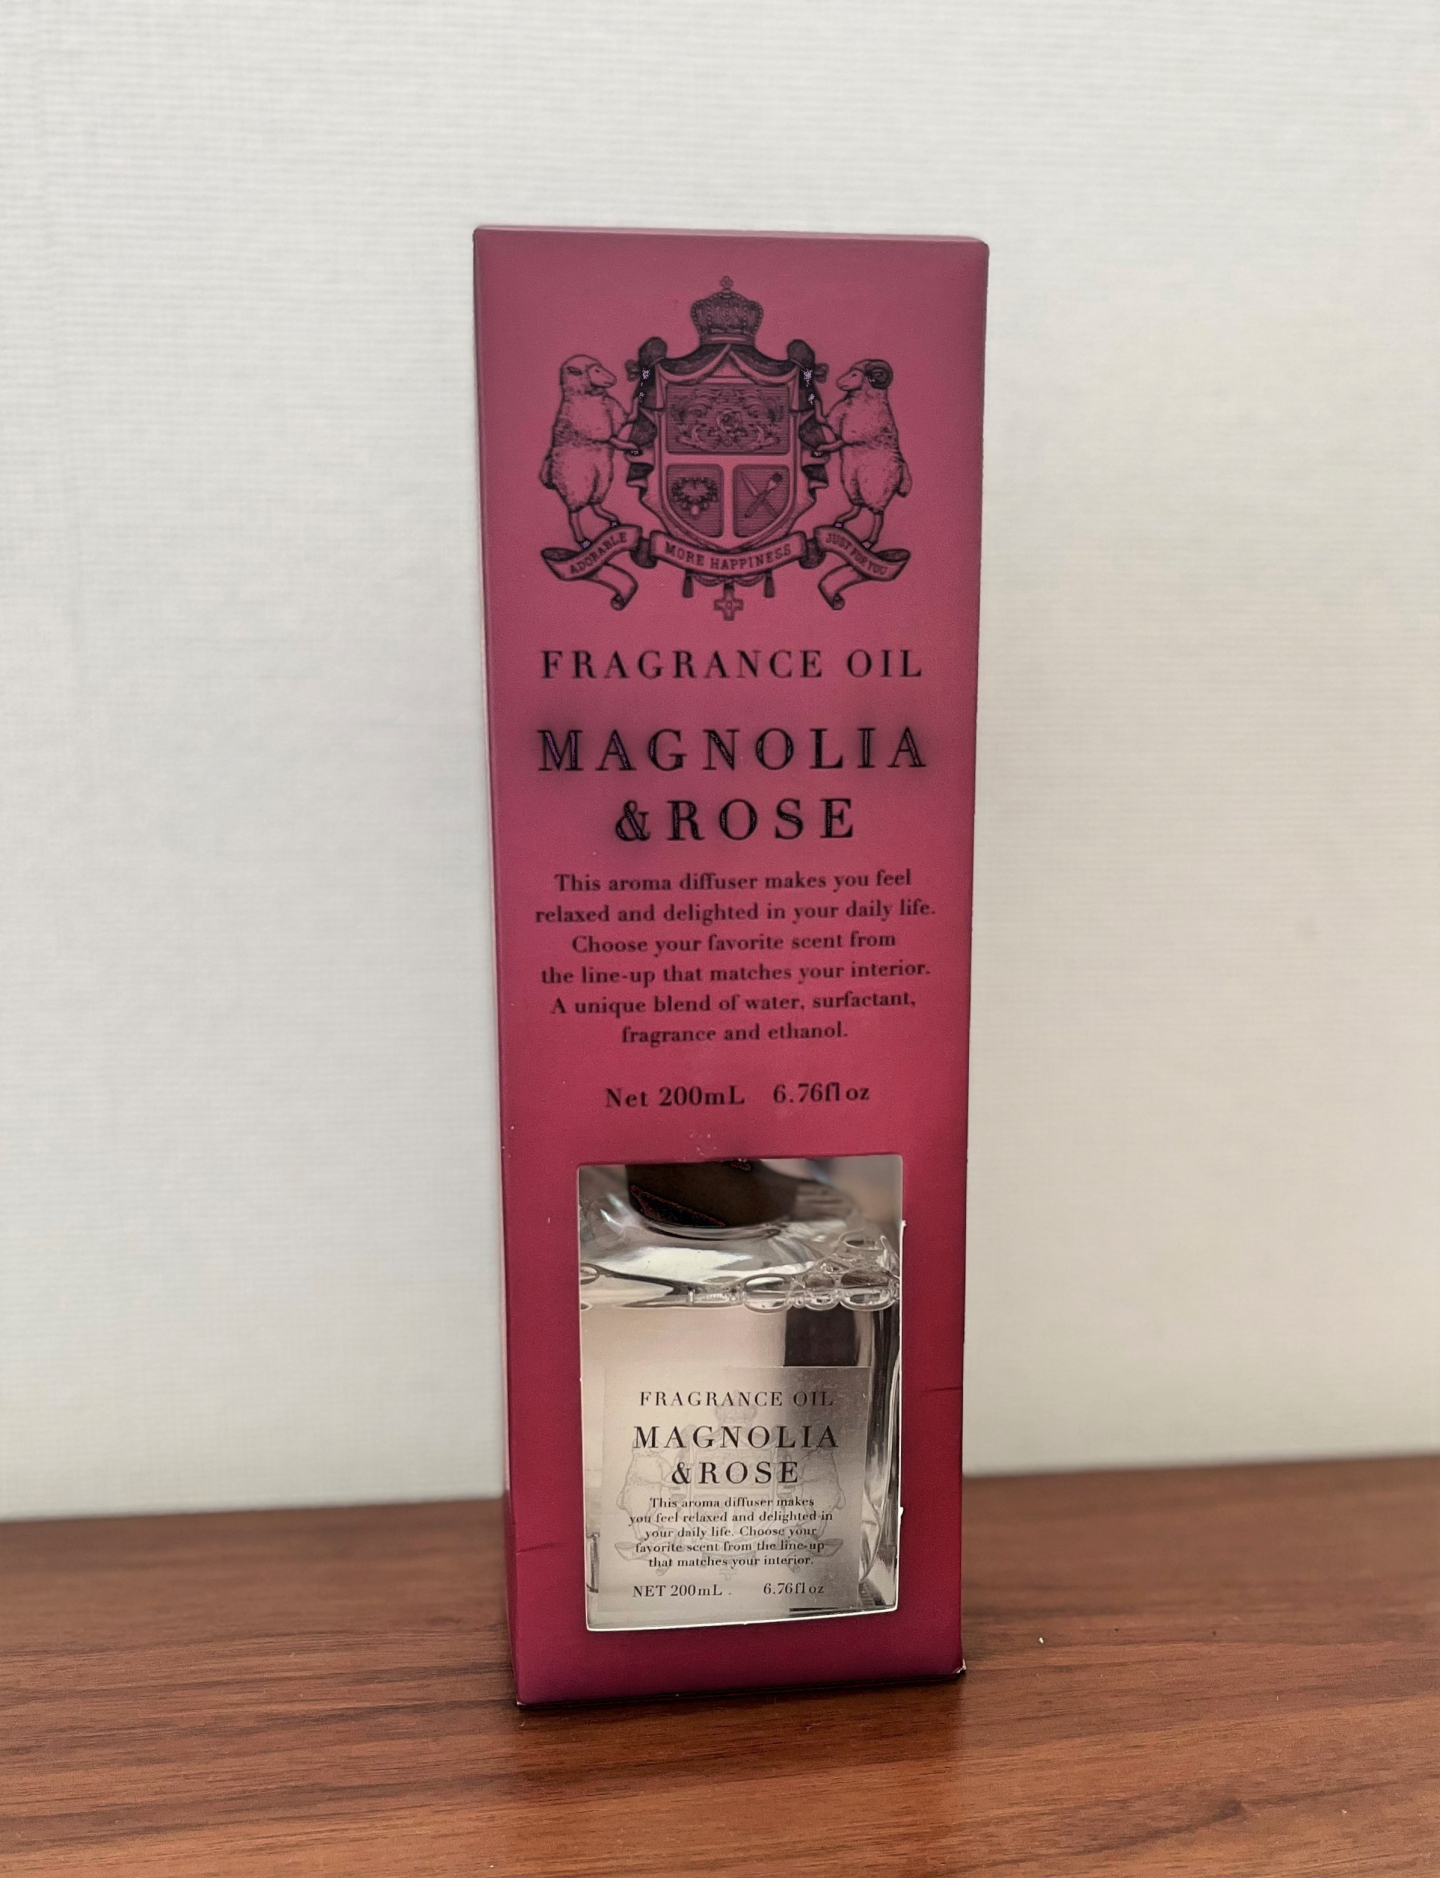 ADORABLE MORE HAPPINESS JUST FOR YOU
FRAGRANCE OIL
MAGNOLIA
&ROSE
This aroma diffuser makes you feel
relaxed and delighted in your daily life.
Choose your favorite scent from
the line-up that matches your interior.
A unique blend of water, surfactant,
fragrance and ethanol.
Net 200mL 6.76fl oz
FRAGRANCE OIL
MAGNOLIA
&ROSE
This aroma diffuser makes
you feel relaxed and delighted in
your daily life. Choose your
favorite scent from the line-up
that matches your interior.
NET 200mL . 6.76fl oz